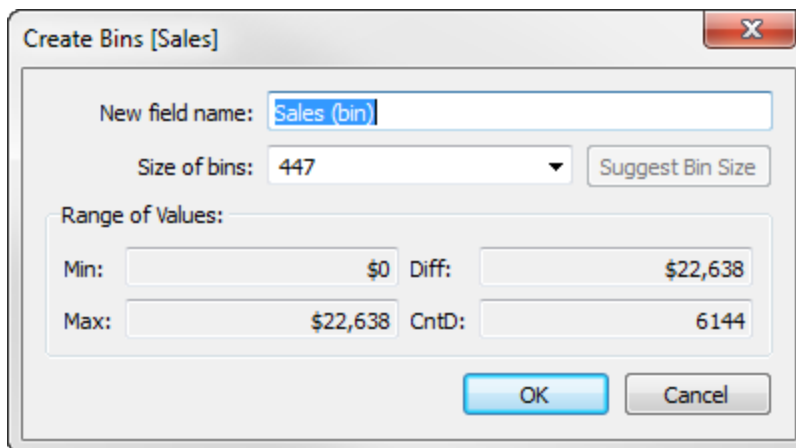 Create Bins [Sales]
New field name: Sales (bin)
Size of bins: 447 Suggest Bin Size
Range of Values:
Min: $0 Diff: $22,638
Max: $22,638 CntD: 6144
OK Cancel